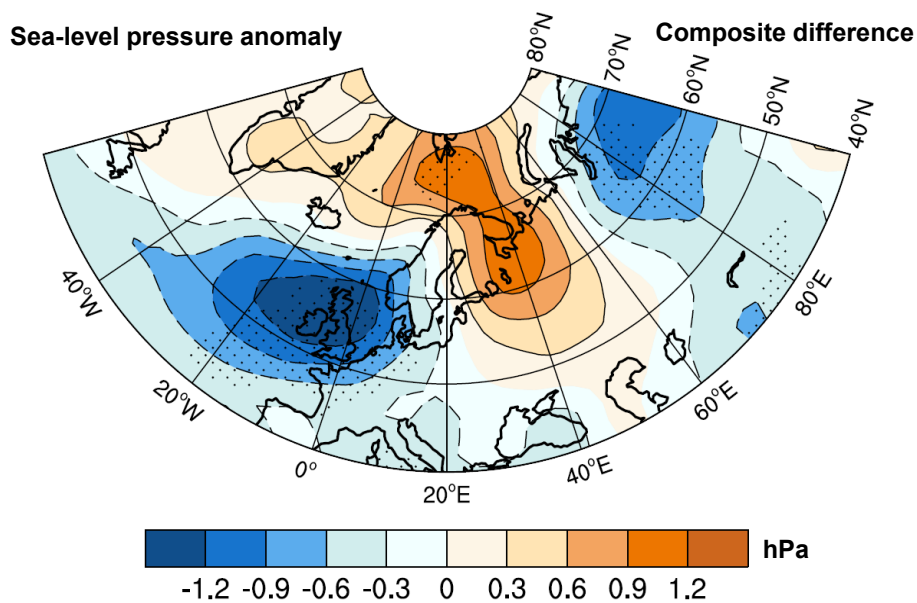 Sea-level pressure anomaly
Composite difference
80°N
70°N
60°N
50°N
40°N
40°W
20°W
0°
20°E
40°E
60°E
80°E
hPa
-1.2 -0.9 -0.6 -0.3 0 0.3 0.6 0.9 1.2